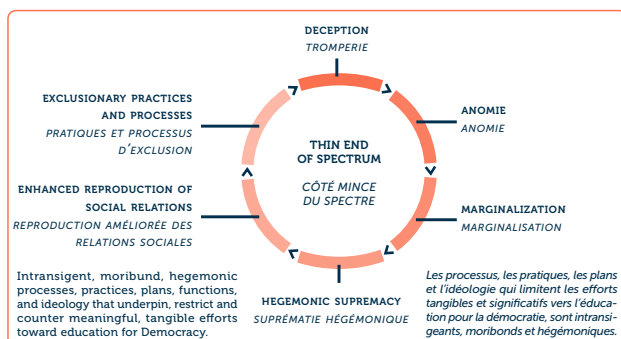 DECEPTION
TROMPERIE
ANOMIE
ANOMIE
MARGINALIZATION
MARGINALISATION
HEGEMONIC SUPREMACY
SUPRÉMATIE HÉGÉMONIQUE
ENHANCED REPRODUCTION OF
SOCIAL RELATIONS
REPRODUCTION AMÉLIORÉE DES
RELATIONS SOCIALES
EXCLUSIONARY PRACTICES
AND PROCESSES
PRATIQUES ET PROCESSUS
D'EXCLUSION
THIN END
OF SPECTRUM
CÔTÉ MINCE
DU SPECTRE
Intransigent, moribund, hegemonic
processes, practices, plans, functions,
and ideology that underpin, restrict and
counter meaningful, tangible efforts
toward education for Democracy.
Les processus, les pratiques, les plans
et l'idéologie qui limitent les efforts
tangibles et significatifs vers l'éduca-
tion pour la démocratie, sont intransi-
geants, moribonds et hégémoniques.